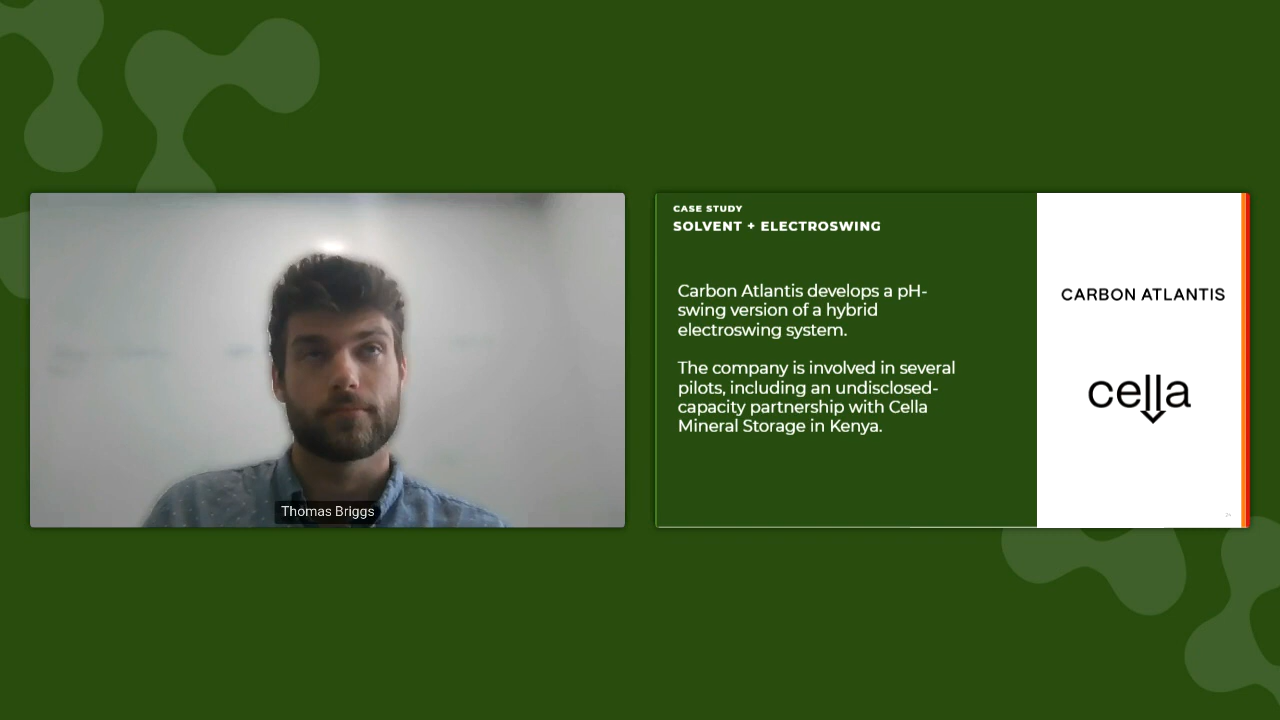 Thomas Briggs
CASE STUDY
SOLVENT + ELECTROSWING
Carbon Atlantis develops a pH-
swing version of a hybrid
electroswing system.
The company is involved in several
pilots, including an undisclosed-
capacity partnership with Cella
Mineral Storage in Kenya.
CARBON ATLANTIS
cella